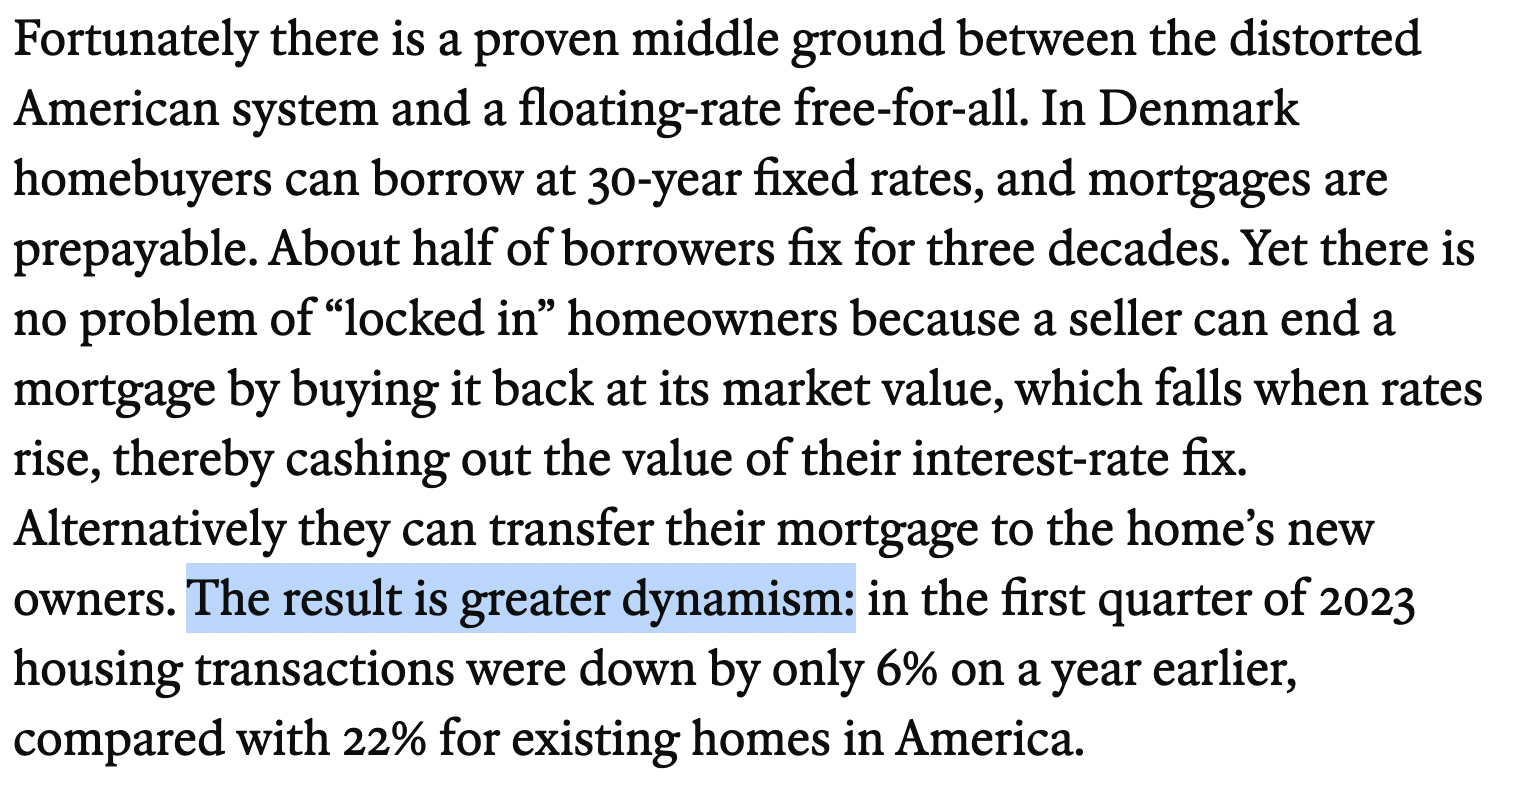 Fortunately there is a proven middle ground between the distorted
American system and a floating-rate free-for-all. In Denmark
homebuyers can borrow at 30-year fixed rates, and mortgages are
prepayable. About half of borrowers fix for three decades. Yet there is
no problem of “locked in” homeowners because a seller can end a
mortgage by buying it back at its market value, which falls when rates
rise, thereby cashing out the value of their interest-rate fix.
Alternatively they can transfer their mortgage to the home’s new
owners. The result is greater dynamism: in the first quarter of 2023
housing transactions were down by only 6% on a year earlier,
compared with 22% for existing homes in America.